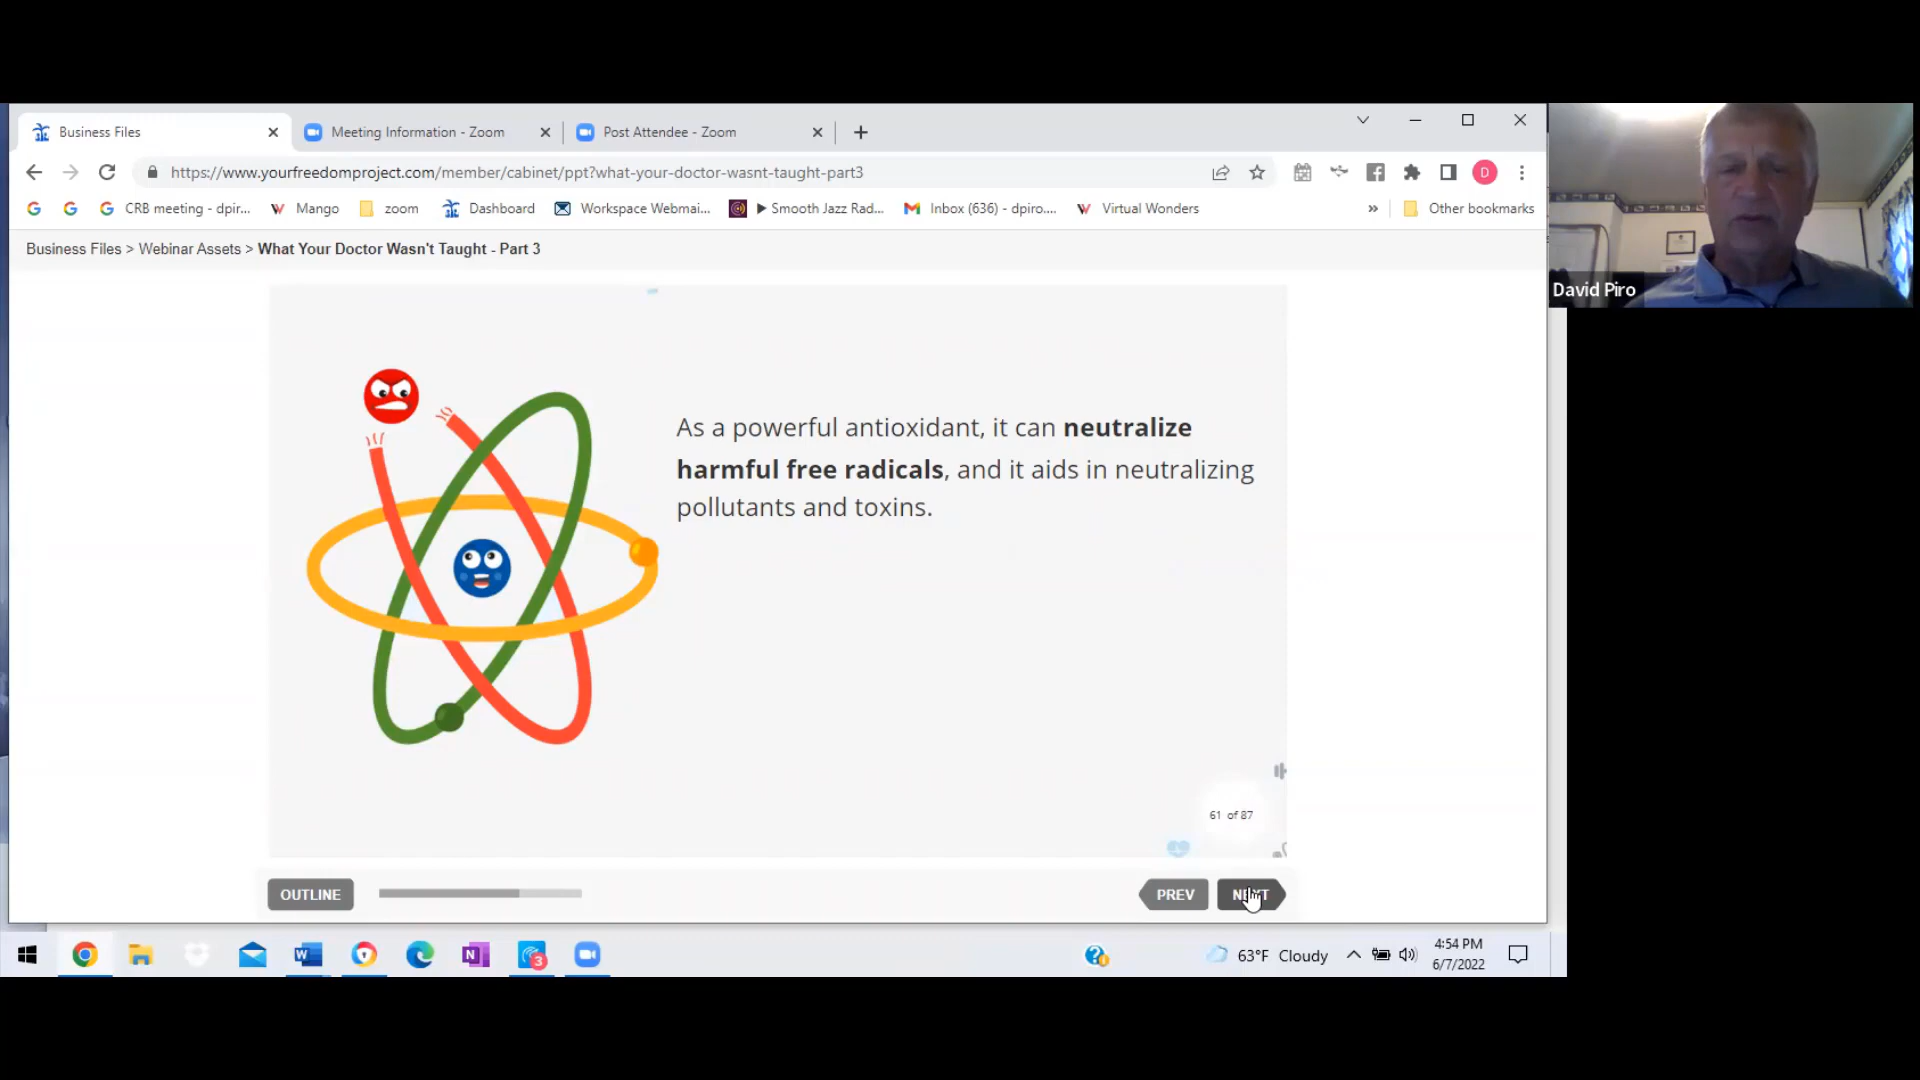 Business Files
Meeting Information - Zoom
Post Attendee - Zoom
https://www.yourfreedomproject.com/member/cabinet/ppt?what-your-doctor-wasnt-taught-part3
D
CRB meeting - dpir...
Mango
zoom
Dashboard
Workspace Webmai...
▶ Smooth Jazz Rad...
Inbox (636) - dpiro....
Virtual Wonders
»
Other bookmarks
Business Files > Webinar Assets > What Your Doctor Wasn't Taught - Part 3
David Piro
As a powerful antioxidant, it can neutralize
harmful free radicals, and it aids in neutralizing
pollutants and toxins.
61 of 87
OUTLINE
PREV
NEXT
3
63°F Cloudy
4:54 PM
6/7/2022